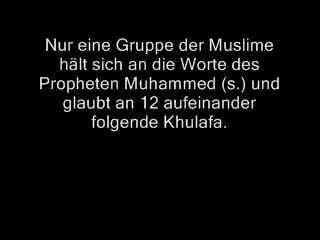 Nur eine Gruppe der Muslime
hält sich an die Worte des
Propheten Muhammed (s.) und
glaubt an 12 aufeinander
folgende Khulafa.